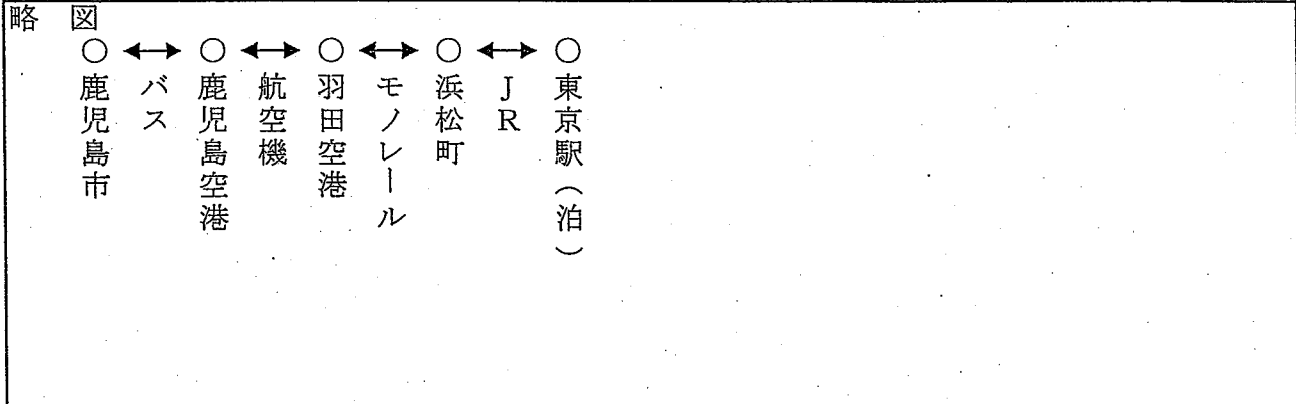 略　図
○ ←→ ○ ←→ ○ ←→ ○ ←→ ○
鹿児島市
バス
鹿児島空港
航空機
羽田空港
モノレール
浜松町
JR
東京駅(泊)